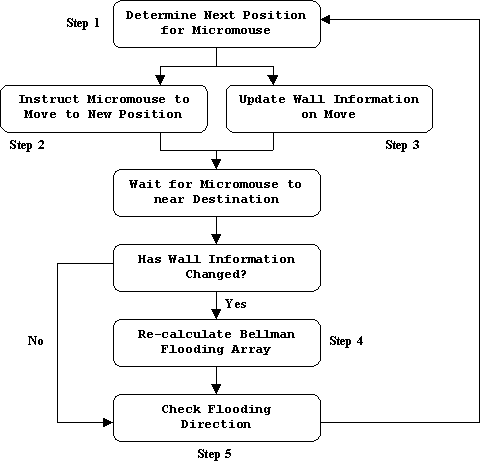 Step 1
Determine Next Position
for Micromouse
Instruct Micromouse to
Move to New Position
Update Wall Information
on Move
Step 2
Step 3
Wait for Micromouse to
near Destination
Has Wall Information
Changed?
Yes
No
Re-calculate Bellman
Flooding Array
Step 4
Check Flooding
Direction
Step 5